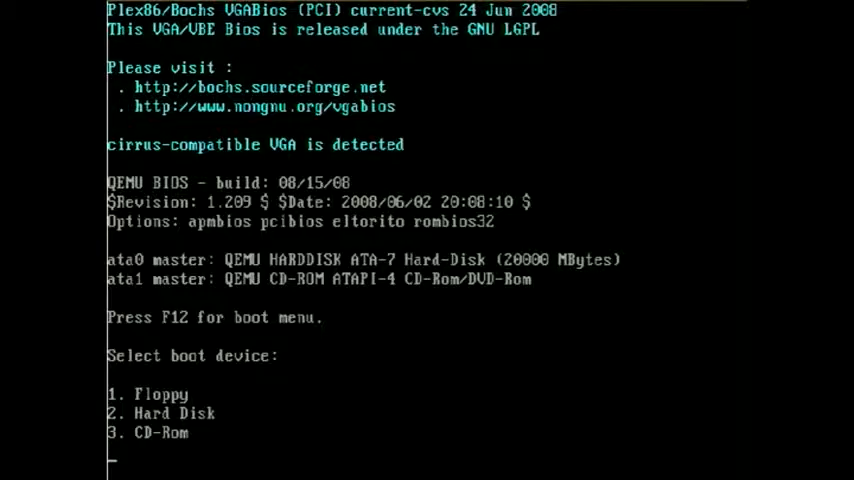 Plex86/Bochs VGABios (PCI) current-cvs 24 Jun 2008
This VGA/VBE Bios is released under the GNU LGPL
Please visit :
. http://bochs.sourceforge.net
. http://www.nongnu.org/vgabios
cirrus-compatible VGA is detected
QEMU BIOS - build: 08/15/08
$Revision: 1.209 $ $Date: 2008/06/02 20:08:10 $
Options: apmbios pcibios eltorito rombios32
ata0 master: QEMU HARDDISK ATA-7 Hard-Disk (20000 MBytes)
ata1 master: QEMU CD-ROM ATAPI-4 CD-Rom/DVD-Rom
Press F12 for boot menu.
Select boot device:
1. Floppy
2. Hard Disk
3. CD-Rom
_